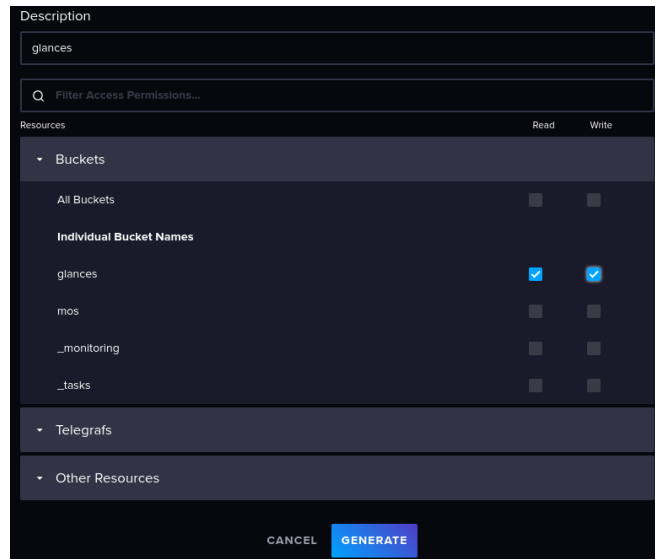 Description
glances
Filter Access Permissions...
Resources Read Write
Buckets
All Buckets
Individual Bucket Names
glances
mos
_monitoring
_tasks
Telegrafs
Other Resources
CANCEL GENERATE